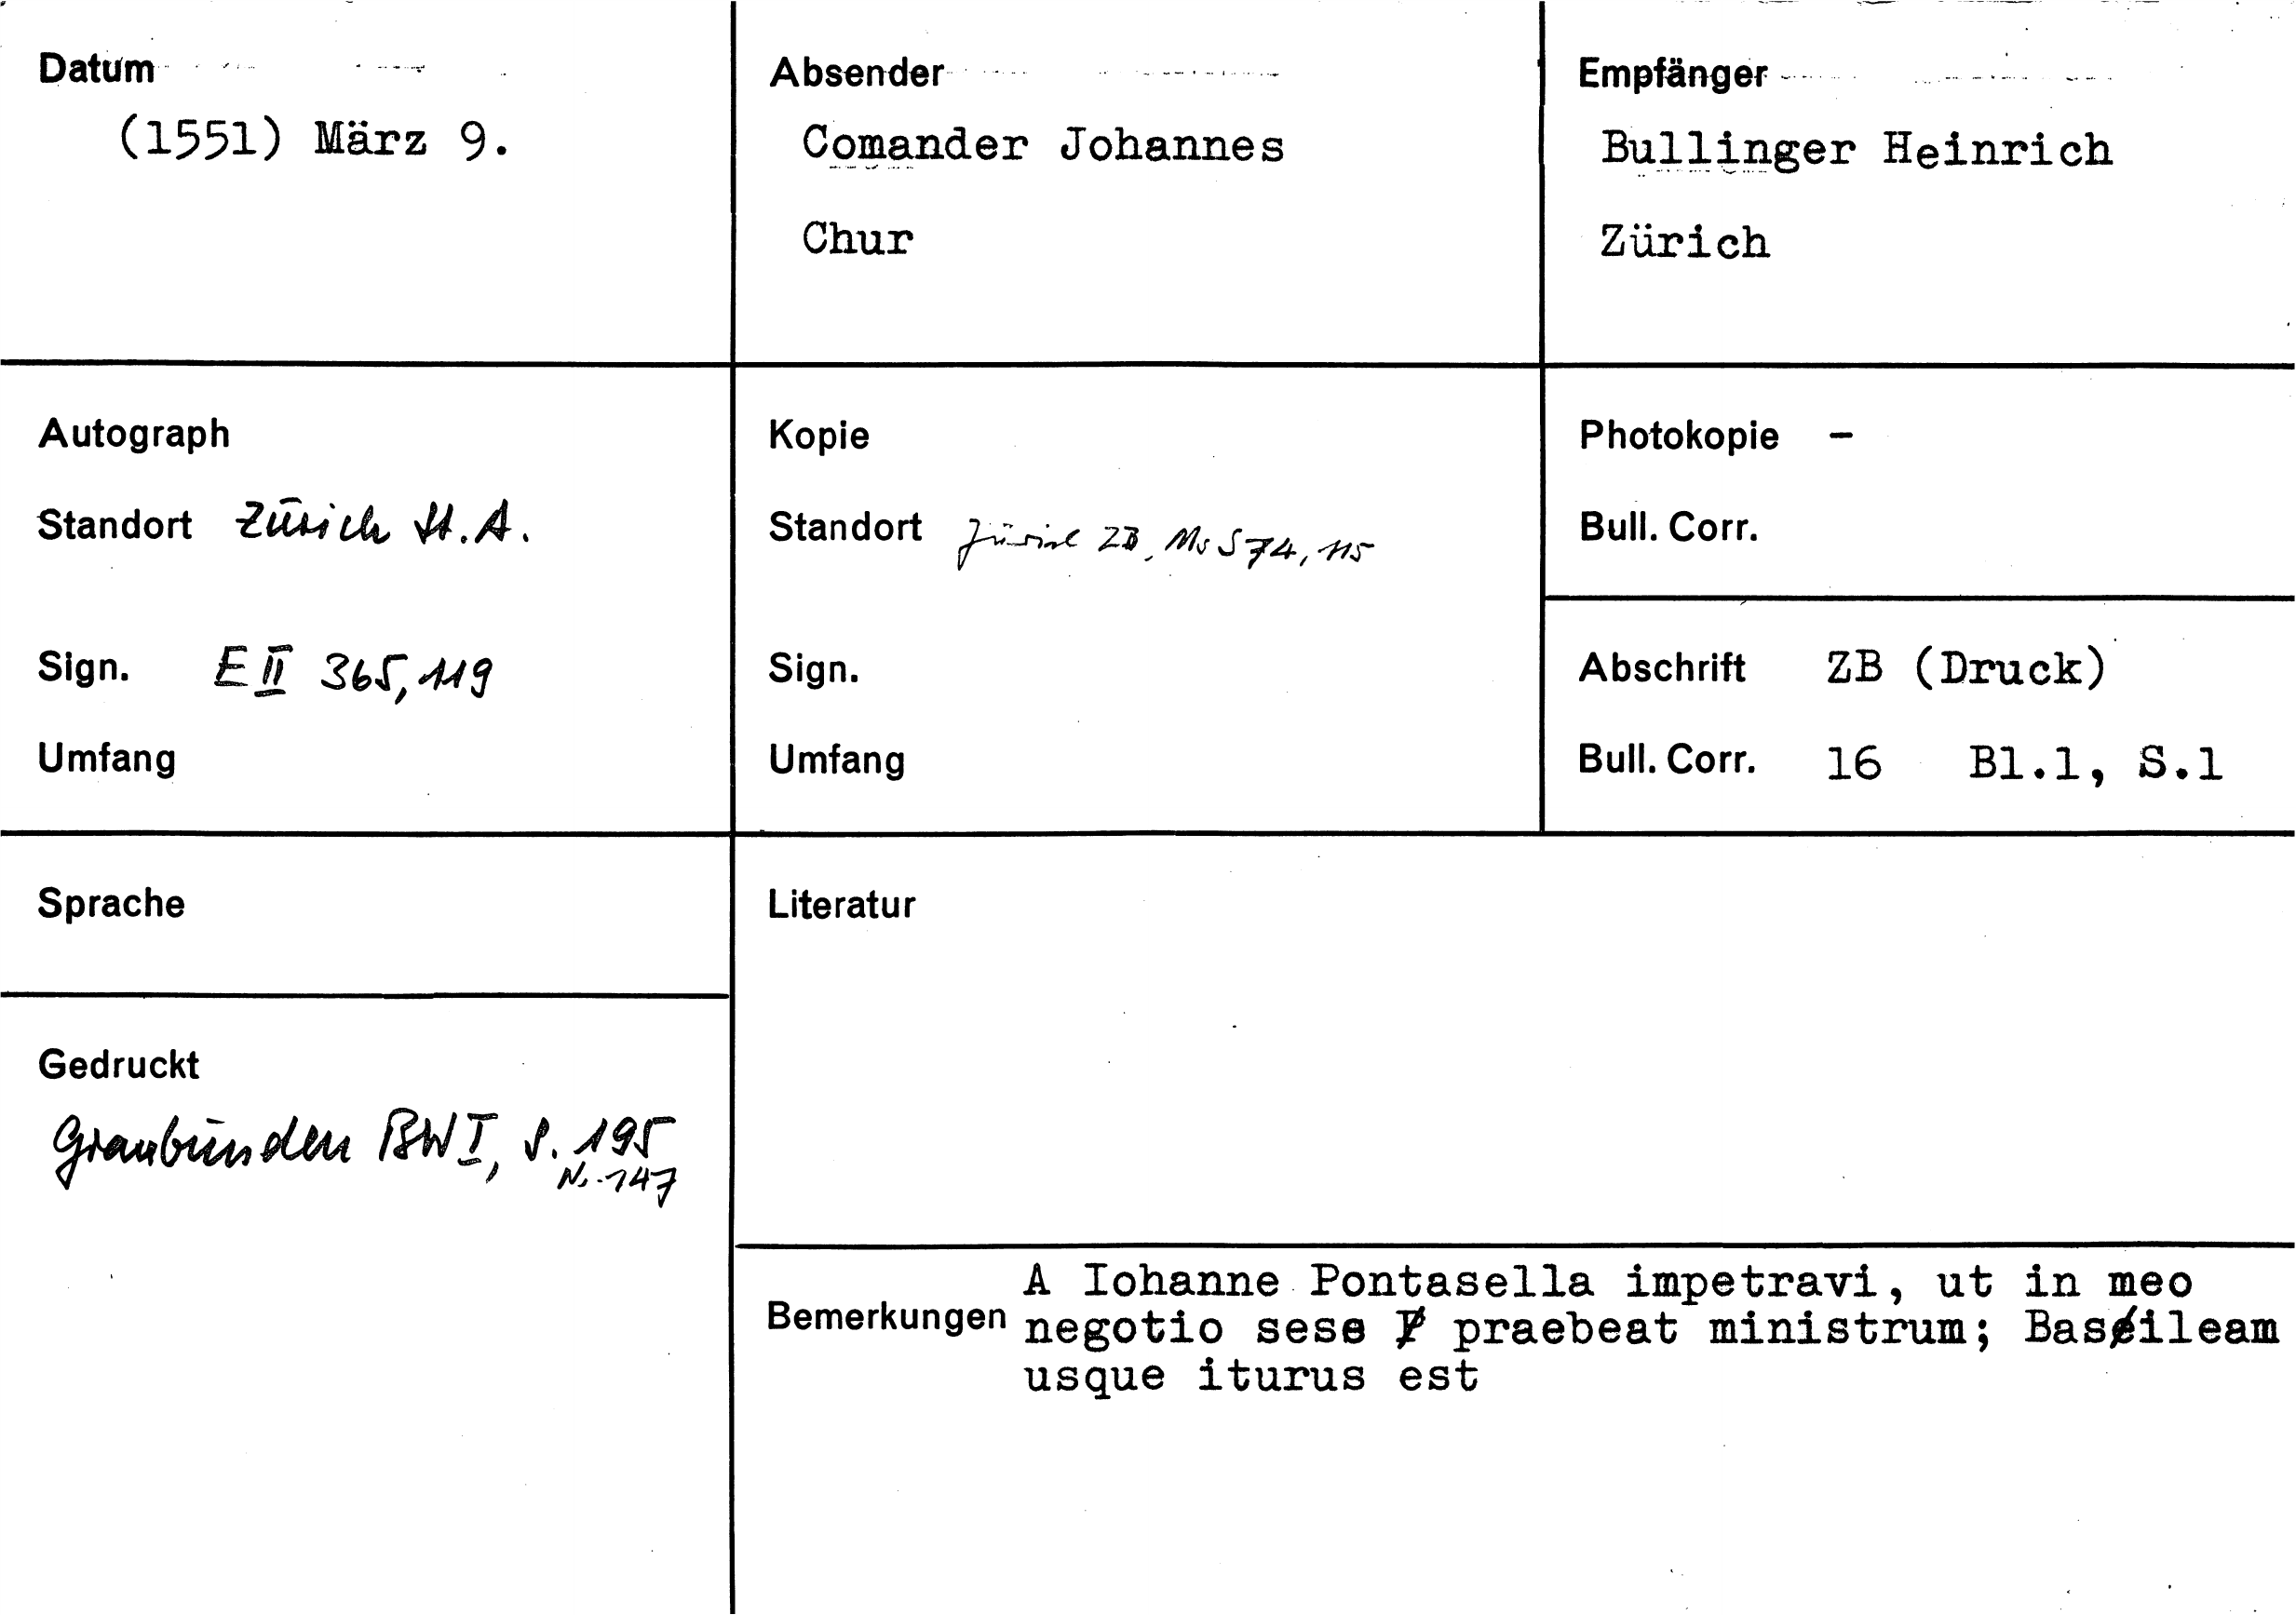 Datum
(1551) März 9.
Absender
Comander Johannes
Chur
Empfänger
Bullinger Heinrich
Zürich
Autograph
Standort Zürich St.A.
Sign. E II 365, 119
Umfang
Kopie
Standort Zürich ZB, Ms S 74, 115
Sign.
Umfang
Photokopie -
Bull. Corr.
Abschrift ZB (Druck)
Bull. Corr. 16 Bl.1, S.1
Sprache
Gedruckt
Graubünden BW I, S. 195
Nr. 147
Literatur
Bemerkungen
A Iohanne Pontasella impetravi, ut in meo
negotio sese praebeat ministrum; Basileam
usque iturus est